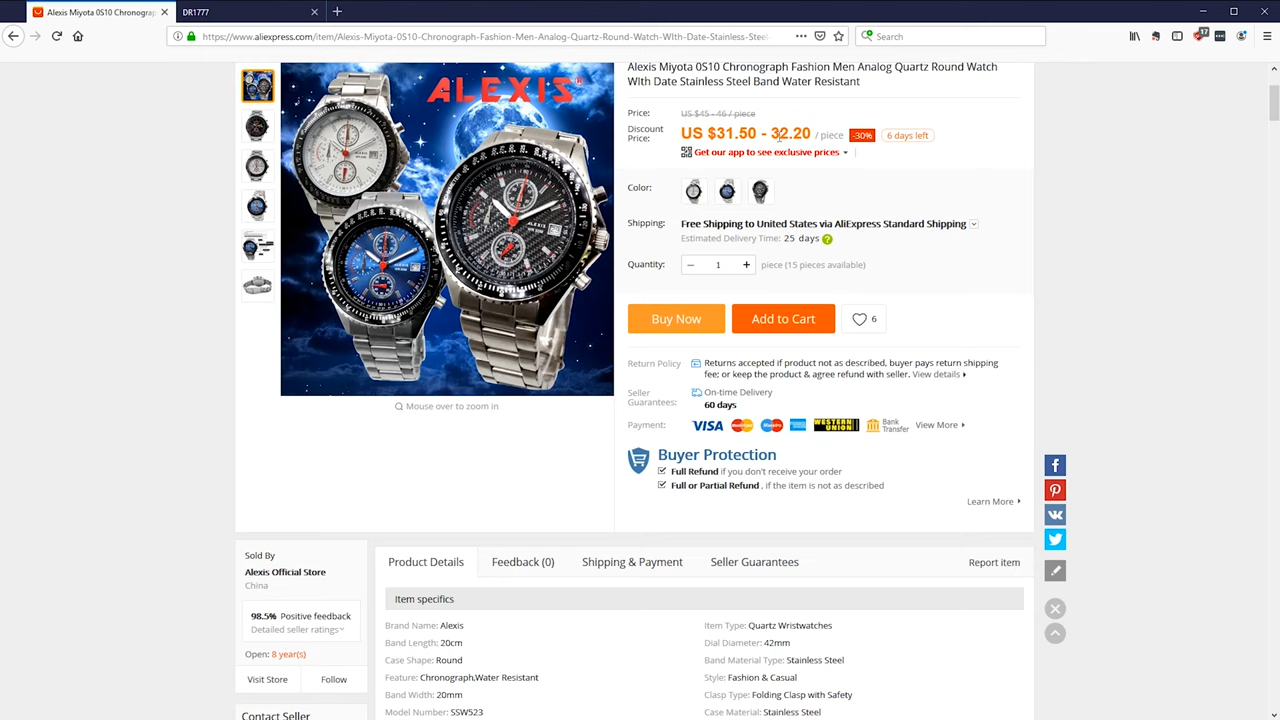 Alexis Miyota 0S10 Chronograp
DR1777
https://www.aliexpress.com/item/Alexis-Miyota-0S10-Chronograph-Fashion-Men-Analog-Quartz-Round-Watch-WIth-Date-Stainless-Steel-
Search
17
ALEXIS
Alexis Miyota 0S10 Chronograph Fashion Men Analog Quartz Round Watch
WIth Date Stainless Steel Band Water Resistant
Price: US $45 - 46 / piece
Discount
Price: US $31.50 - 32.20 / piece -30% 6 days left
Get our app to see exclusive prices
Color:
Shipping: Free Shipping to United States via AliExpress Standard Shipping
Estimated Delivery Time: 25 days ?
Quantity: − 1 + piece (15 pieces available)
Buy Now Add to Cart 6
Return Policy Returns accepted if product not as described, buyer pays return shipping
fee; or keep the product & agree refund with seller. View details
Seller
Guarantees: On-time Delivery
60 days
Payment: VISA Maestro WESTERN UNION Bank
Transfer View More
Mouse over to zoom in
Buyer Protection
Full Refund if you don't receive your order
Full or Partial Refund , if the item is not as described
Learn More
Sold By
Alexis Official Store
China
98.5% Positive feedback
Detailed seller ratings
Open: 8 year(s)
Visit Store Follow
Contact Seller
Product Details Feedback (0) Shipping & Payment Seller Guarantees Report item
Item specifics
Brand Name: Alexis Item Type: Quartz Wristwatches
Band Length: 20cm Dial Diameter: 42mm
Case Shape: Round Band Material Type: Stainless Steel
Feature: Chronograph,Water Resistant Style: Fashion & Casual
Band Width: 20mm Clasp Type: Folding Clasp with Safety
Model Number: SSW523 Case Material: Stainless Steel